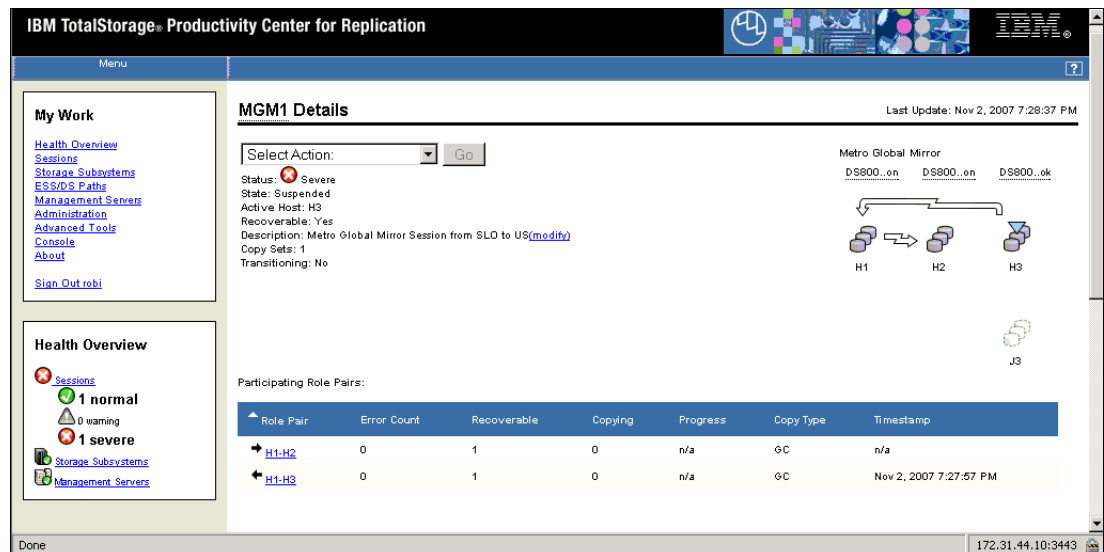 IBM TotalStorage® Productivity Center for Replication
IBM®
Menu
?
My Work
Health Overview
Sessions
Storage Subsystems
ESS/DS Paths
Management Servers
Administration
Advanced Tools
Console
About
Sign Out robi
Health Overview
Sessions
1 normal
0 warning
1 severe
Storage Subsystems
Management Servers
MGM1 Details
Last Update: Nov 2, 2007 7:28:37 PM
Select Action:
Go
Status: Severe
State: Suspended
Active Host: H3
Recoverable: Yes
Description: Metro Global Mirror Session from SLO to US(modify)
Copy Sets: 1
Transitioning: No
Metro Global Mirror
DS800..on DS800..on DS800..ok
H1 H2 H3
J3
Participating Role Pairs:
Role Pair Error Count Recoverable Copying Progress Copy Type Timestamp
H1-H2 0 1 0 n/a GC n/a
H1-H3 0 1 0 n/a GC Nov 2, 2007 7:27:57 PM
Done
172.31.44.10:3443